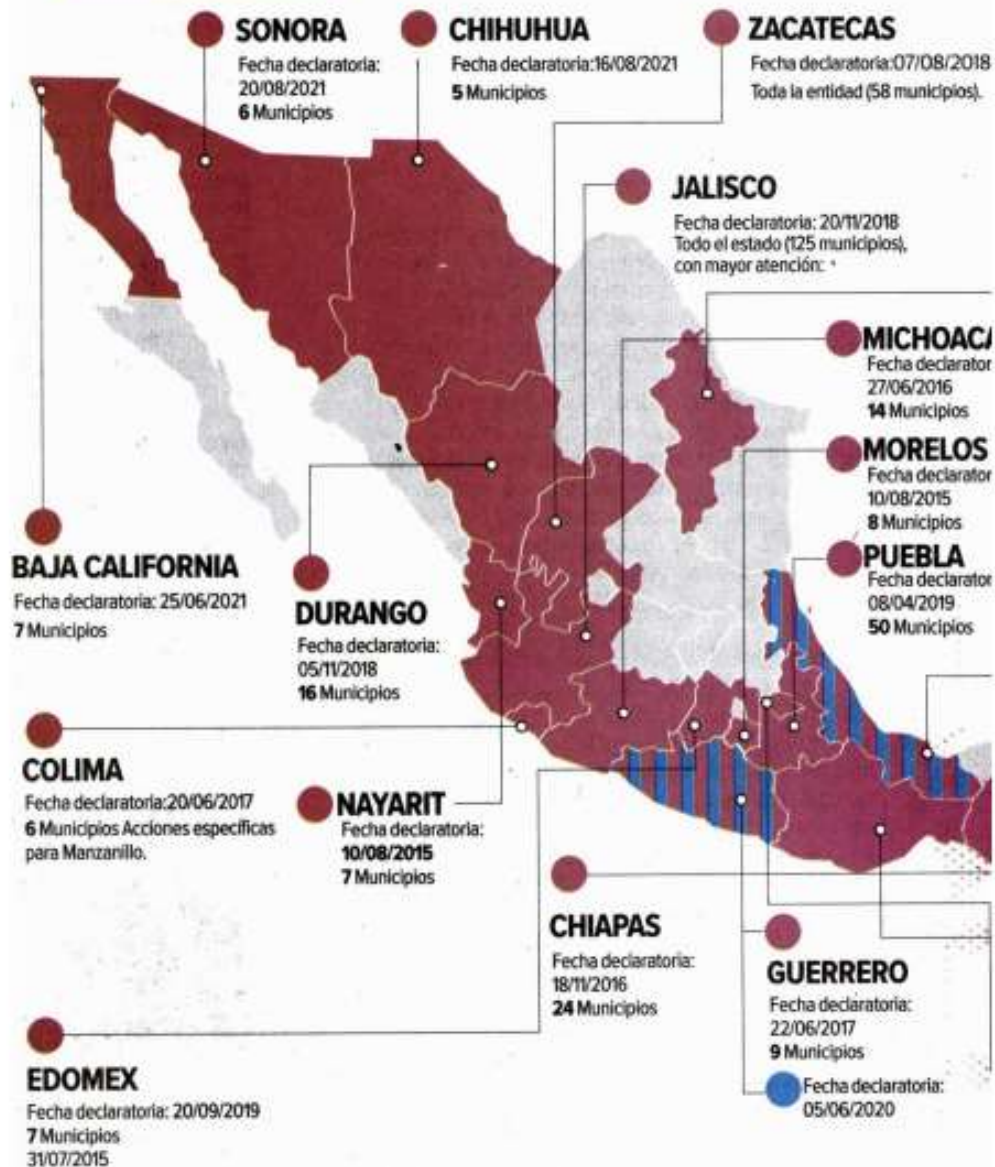 SONORA
Fecha declaratoria:
20/08/2021
6 Municipios
CHIHUHUA
Fecha declaratoria:16/08/2021
5 Municipios
ZACATECAS
Fecha declaratoria:07/08/2018
Toda la entidad (58 municipios).
JALISCO
Fecha declaratoria: 20/11/2018
Todo el estado (125 municipios),
con mayor atención:
MICHOACA
Fecha declarator
27/06/2016
14 Municipios
MORELOS
Fecha declarator
10/08/2015
8 Municipios
PUEBLA
Fecha declarator
08/04/2019
50 Municipios
BAJA CALIFORNIA
Fecha declaratoria: 25/06/2021
7 Municipios
DURANGO
Fecha declaratoria:
05/11/2018
16 Municipios
COLIMA
Fecha declaratoria:20/06/2017
6 Municipios Acciones específicas
para Manzanillo.
NAYARIT
Fecha declaratoria:
10/08/2015
7 Municipios
CHIAPAS
Fecha declaratoria:
18/11/2016
24 Municipios
GUERRERO
Fecha declaratoria:
22/06/2017
9 Municipios
Fecha declaratoria:
05/06/2020
EDOMEX
Fecha declaratoria: 20/09/2019
7 Municipios
31/07/2015